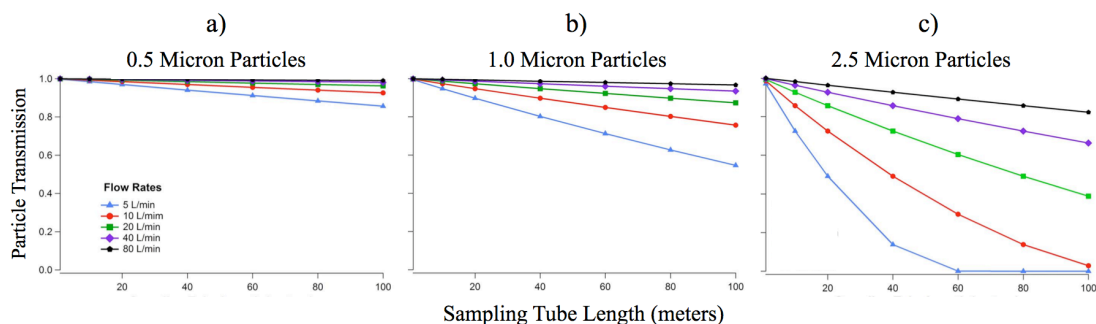 a)
b)
c)
0.5 Micron Particles
1.0 Micron Particles
2.5 Micron Particles
Particle Transmission
1.0
0.8
0.6
0.4
0.2
0.0
Flow Rates
5 L/min
10 L/mim
20 L/min
40 L/min
80 L/min
20 40 60 80 100
20 40 60 80 100
20 40 60 80 100
Sampling Tube Length (meters)